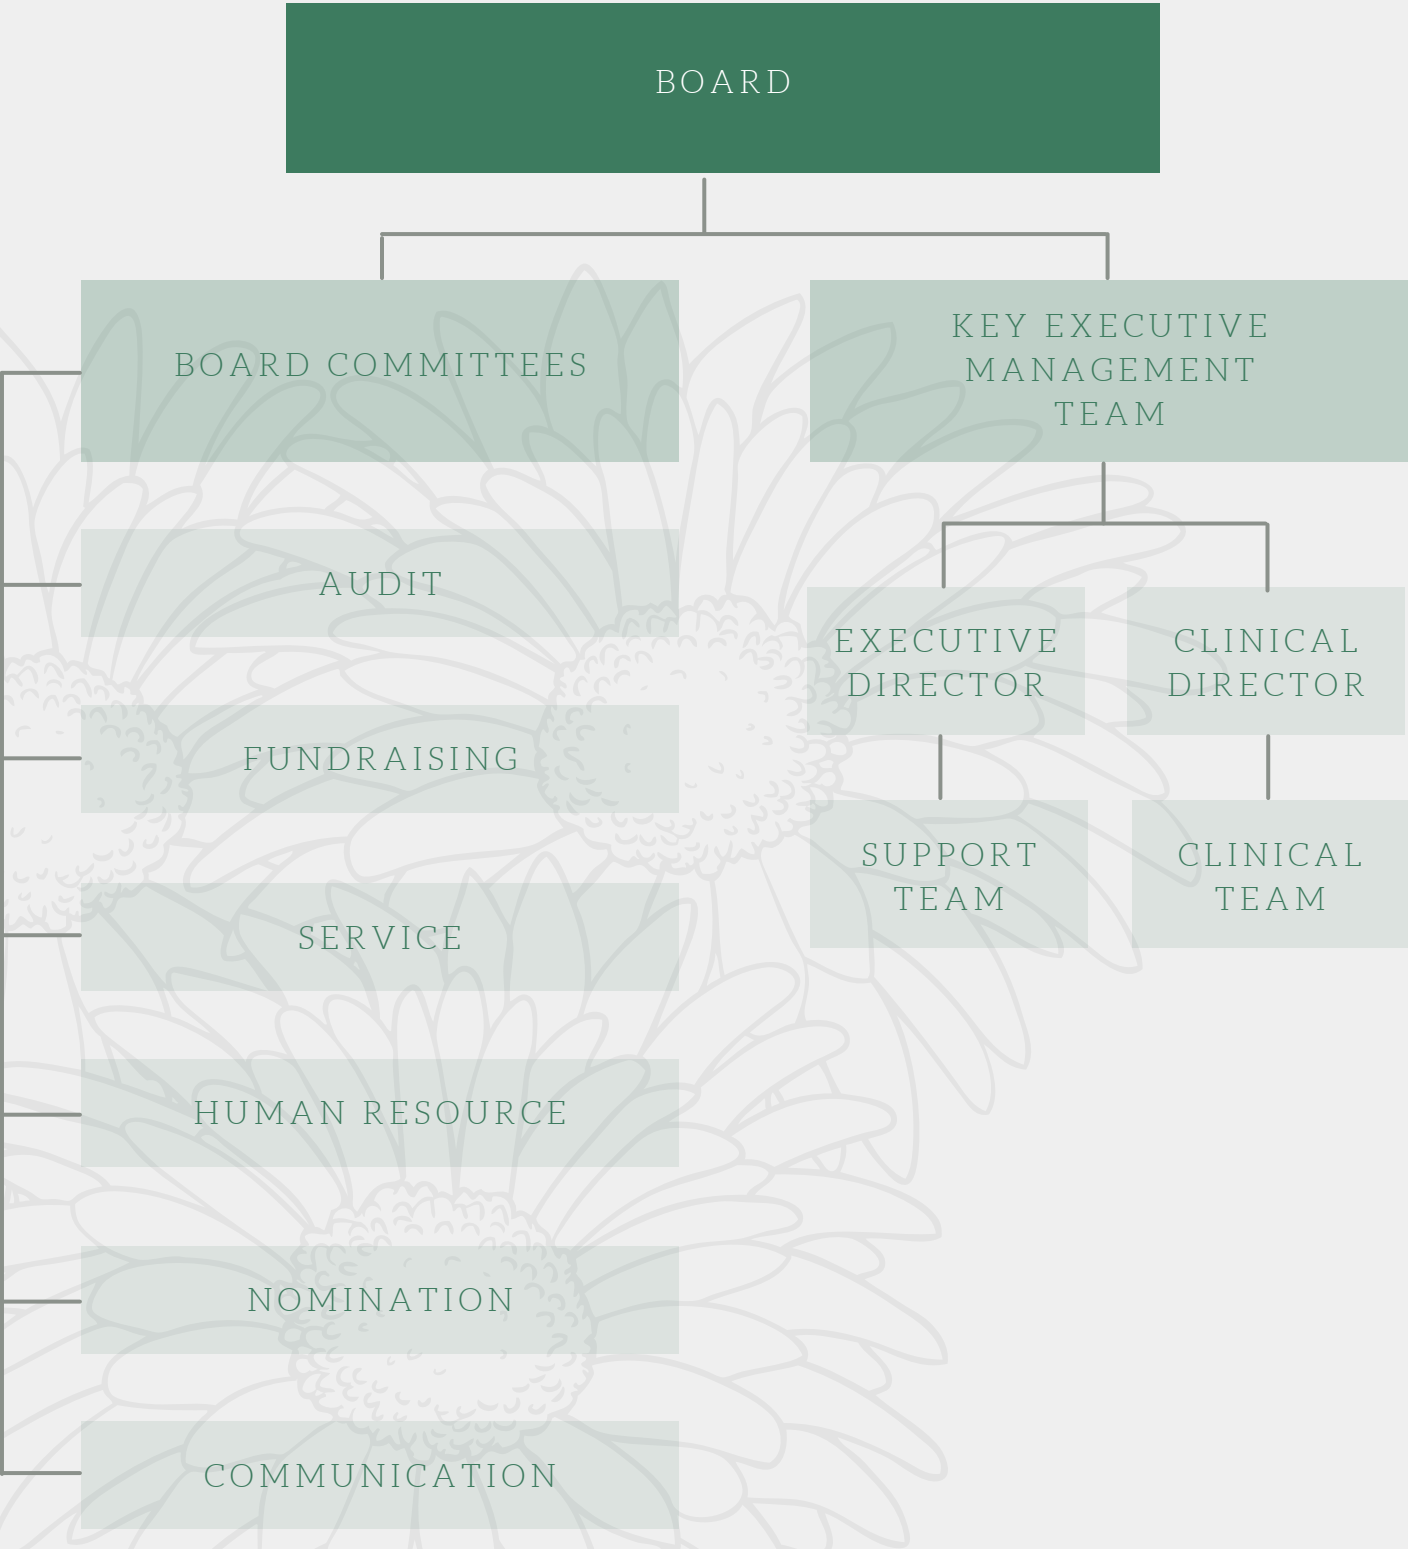 BOARD
BOARD COMMITTEES
KEY EXECUTIVE
MANAGEMENT
TEAM
AUDIT
FUNDRAISING
SERVICE
HUMAN RESOURCE
NOMINATION
COMMUNICATION
EXECUTIVE
DIRECTOR
CLINICAL
DIRECTOR
SUPPORT
TEAM
CLINICAL
TEAM